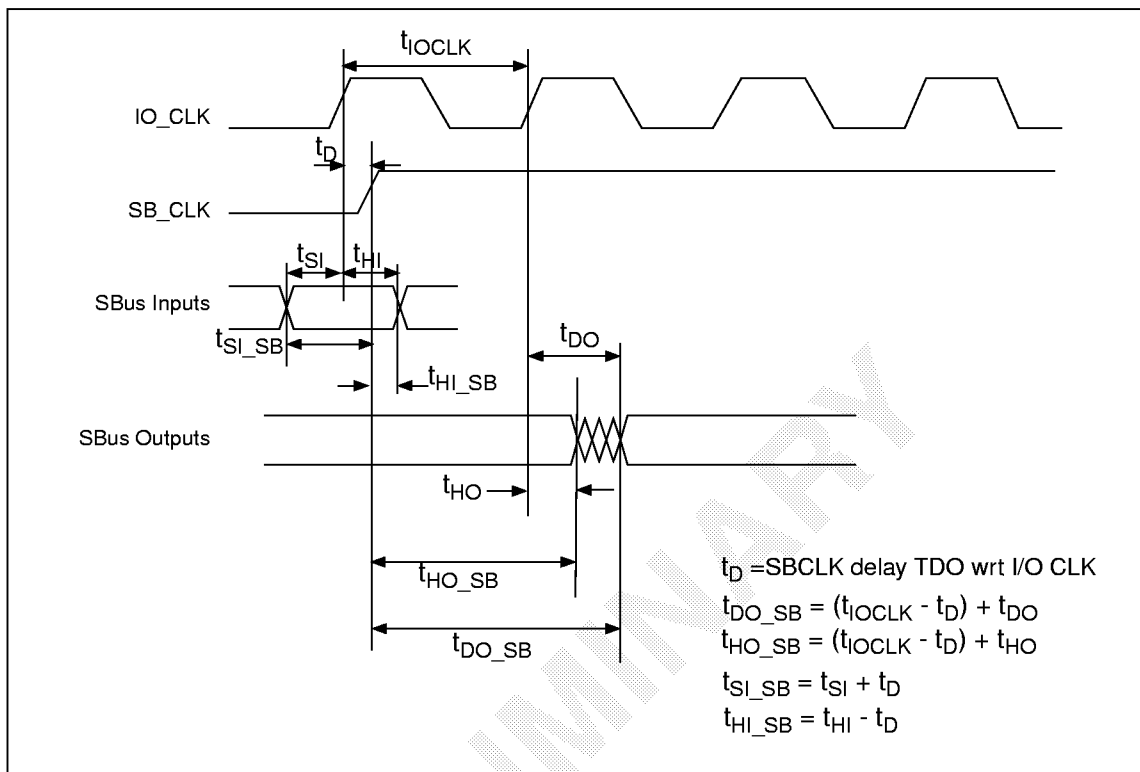 tIOCLK
IO_CLK
tD
SB_CLK
tSI tHI
SBus Inputs
tSI_SB
tDO
tHI_SB
SBus Outputs
tHO
tHO_SB
tDO_SB
tD =SBCLK delay TDO wrt I/O CLK
tDO_SB = (tIOCLK - tD) + tDO
tHO_SB = (tIOCLK - tD) + tHO
tSI_SB = tSI + tD
tHI_SB = tHI - tD
IMINARY